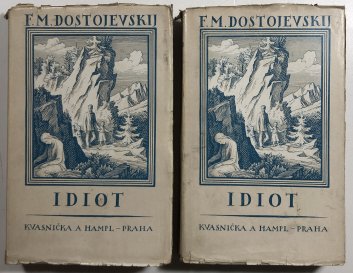 F. M. DOSTOJEVSKIJ
IDIOT
KVASNIČKA A HAMPL – PRAHA
F. M. DOSTOJEVSKIJ
IDIOT
KVASNIČKA A HAMPL – PRAHA